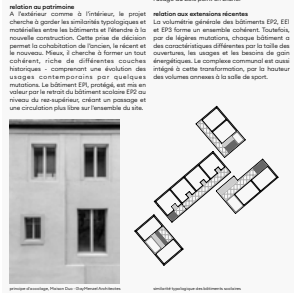 relation au patrimoine
A l'extérieur comme à l'intérieur, le projet
cherche à garder les similarités typologiques et
matérielles entre les bâtiments et l'étendre à la
nouvelle construction. Cette prise de décision
permet la cohabitation de l'ancien, le récent et
le nouveau. Mieux, il cherche à former un tout
cohérent, riche de différentes couches
historiques - comprenant une évolution des
usages contemporains par quelques
mutations. Le bâtiment EP1, protégé, est mis en
valeur par le retrait du bâtiment scolaire EP2 au
niveau du rez-supérieur, créant un passage et
une circulation plus libre sur l'ensemble du site.
principe d'accolage, Maison Duc - GayMenzel Architectes
relation aux extensions récentes
La volumétrie générale des bâtiments EP2, EEI
et EP3 forme un ensemble cohérent. Toutefois,
par de légères mutations, chaque bâtiment a
des caractéristiques différentes par la taille des
ouvertures, les usages et les besoins de gain
énergétiques. Le complexe communal est aussi
intégré à cette transformation, par la hauteur
des volumes annexes à la salle de sport.
similarité typologique des bâtiments scolaires